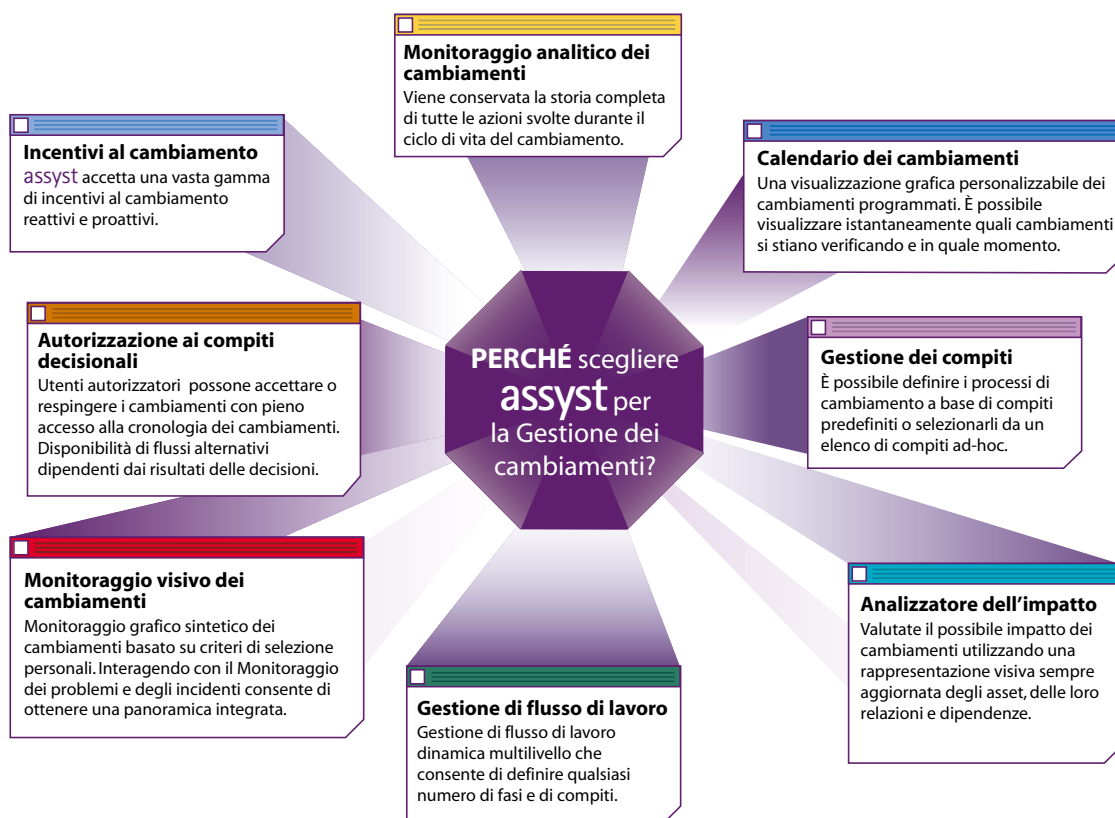 Monitoraggio analitico dei
cambiamenti
Viene conservata la storia completa
di tutte le azioni svolte durante il
ciclo di vita del cambiamento.
Incentivi al cambiamento
assyst accetta una vasta gamma
di incentivi al cambiamento
reattivi e proattivi.
Calendario dei cambiamenti
Una visualizzazione grafica personalizzabile dei
cambiamenti programmati. È possibile
visualizzare istantaneamente quali cambiamenti
si stiano verificando e in quale momento.
Autorizzazione ai compiti
decisionali
Utenti autorizzatori possone accettare o
respingere i cambiamenti con pieno
accesso alla cronologia dei cambiamenti.
Disponibilità di flussi alternativi
dipendenti dai risultati delle decisioni.
PERCHÉ scegliere
assyst per
la Gestione dei
cambiamenti?
Gestione dei compiti
È possibile definire i processi di
cambiamento a base di compiti
predefiniti o selezionarli da un
elenco di compiti ad-hoc.
Monitoraggio visivo dei
cambiamenti
Monitoraggio grafico sintetico dei
cambiamenti basato su criteri di selezione
personali. Interagendo con il Monitoraggio
dei problemi e degli incidenti consente di
ottenere una panoramica integrata.
Gestione di flusso di lavoro
Gestione di flusso di lavoro
dinamica multilivello che
consente di definire qualsiasi
numero di fasi e di compiti.
Analizzatore dell'impatto
Valutate il possibile impatto dei
cambiamenti utilizzando una
rappresentazione visiva sempre
aggiornata degli asset, delle loro
relazioni e dipendenze.